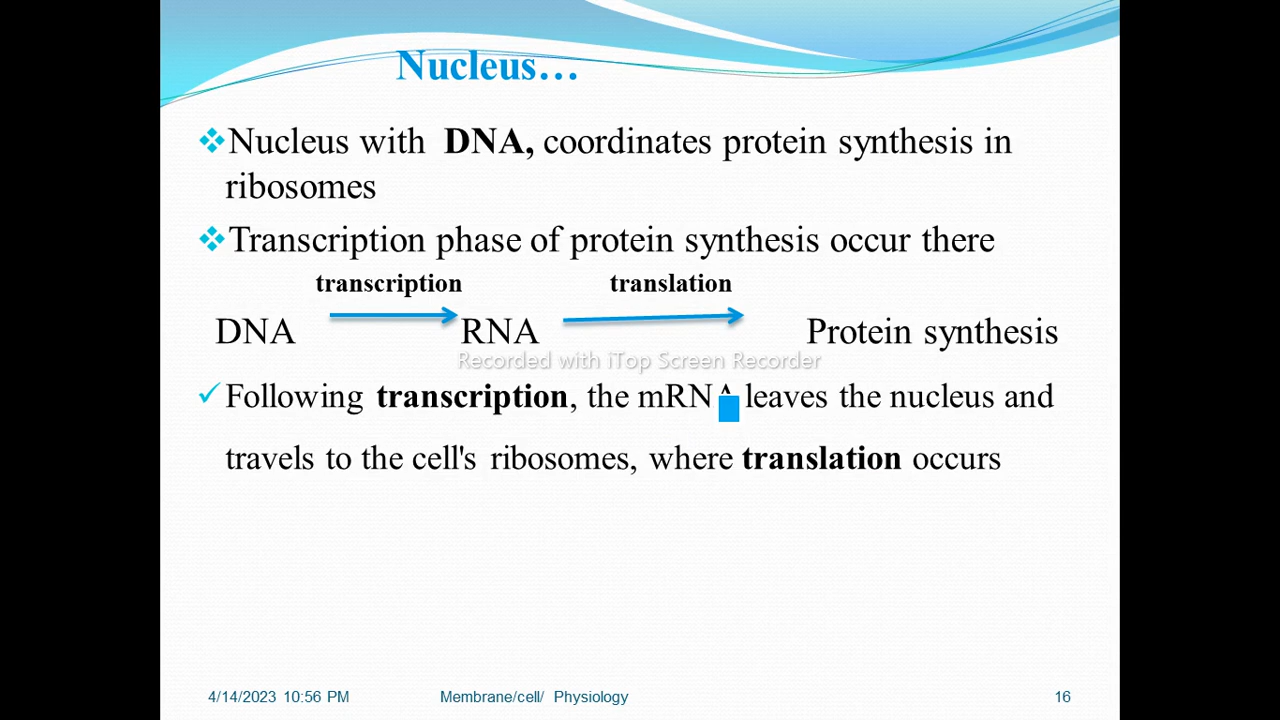 Nucleus…
Nucleus with DNA, coordinates protein synthesis in
ribosomes
Transcription phase of protein synthesis occur there
transcription translation
DNA RNA Protein synthesis
Recorded with iTop Screen Recorder
Following transcription, the mRNA leaves the nucleus and
travels to the cell's ribosomes, where translation occurs
4/14/2023 10:56 PM Membrane/cell/ Physiology 16